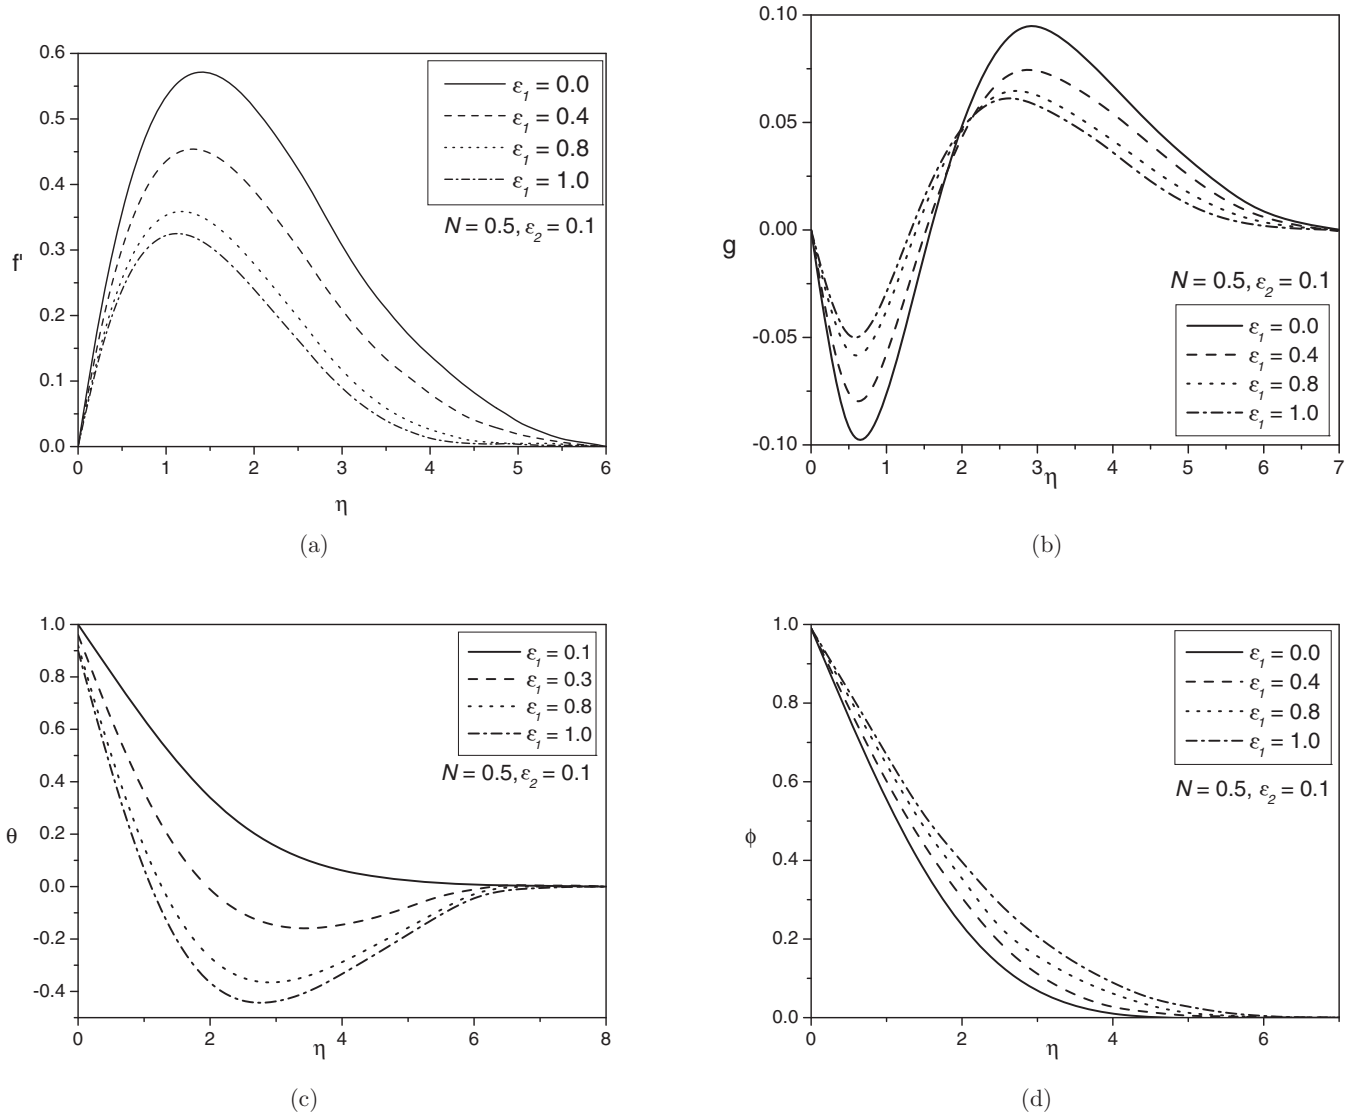 0.6
0.5
0.4
0.3
0.2
0.1
0.0
f'
0 1 2 3 4 5 6
η
ε1 = 0.0
ε1 = 0.4
ε1 = 0.8
ε1 = 1.0
N = 0.5, ε2 = 0.1
(a)
0.10
0.05
0.00
-0.05
-0.10
g
0 1 2 3 4 5 6 7
η
N = 0.5, ε2 = 0.1
ε1 = 0.0
ε1 = 0.4
ε1 = 0.8
ε1 = 1.0
(b)
1.0
0.8
0.6
0.4
0.2
0.0
-0.2
-0.4
θ
0 2 4 6 8
η
ε1 = 0.1
ε1 = 0.3
ε1 = 0.8
ε1 = 1.0
N = 0.5, ε2 = 0.1
(c)
1.0
0.8
0.6
0.4
0.2
0.0
ϕ
0 2 4 6
η
ε1 = 0.0
ε1 = 0.4
ε1 = 0.8
ε1 = 1.0
N = 0.5, ε2 = 0.1
(d)